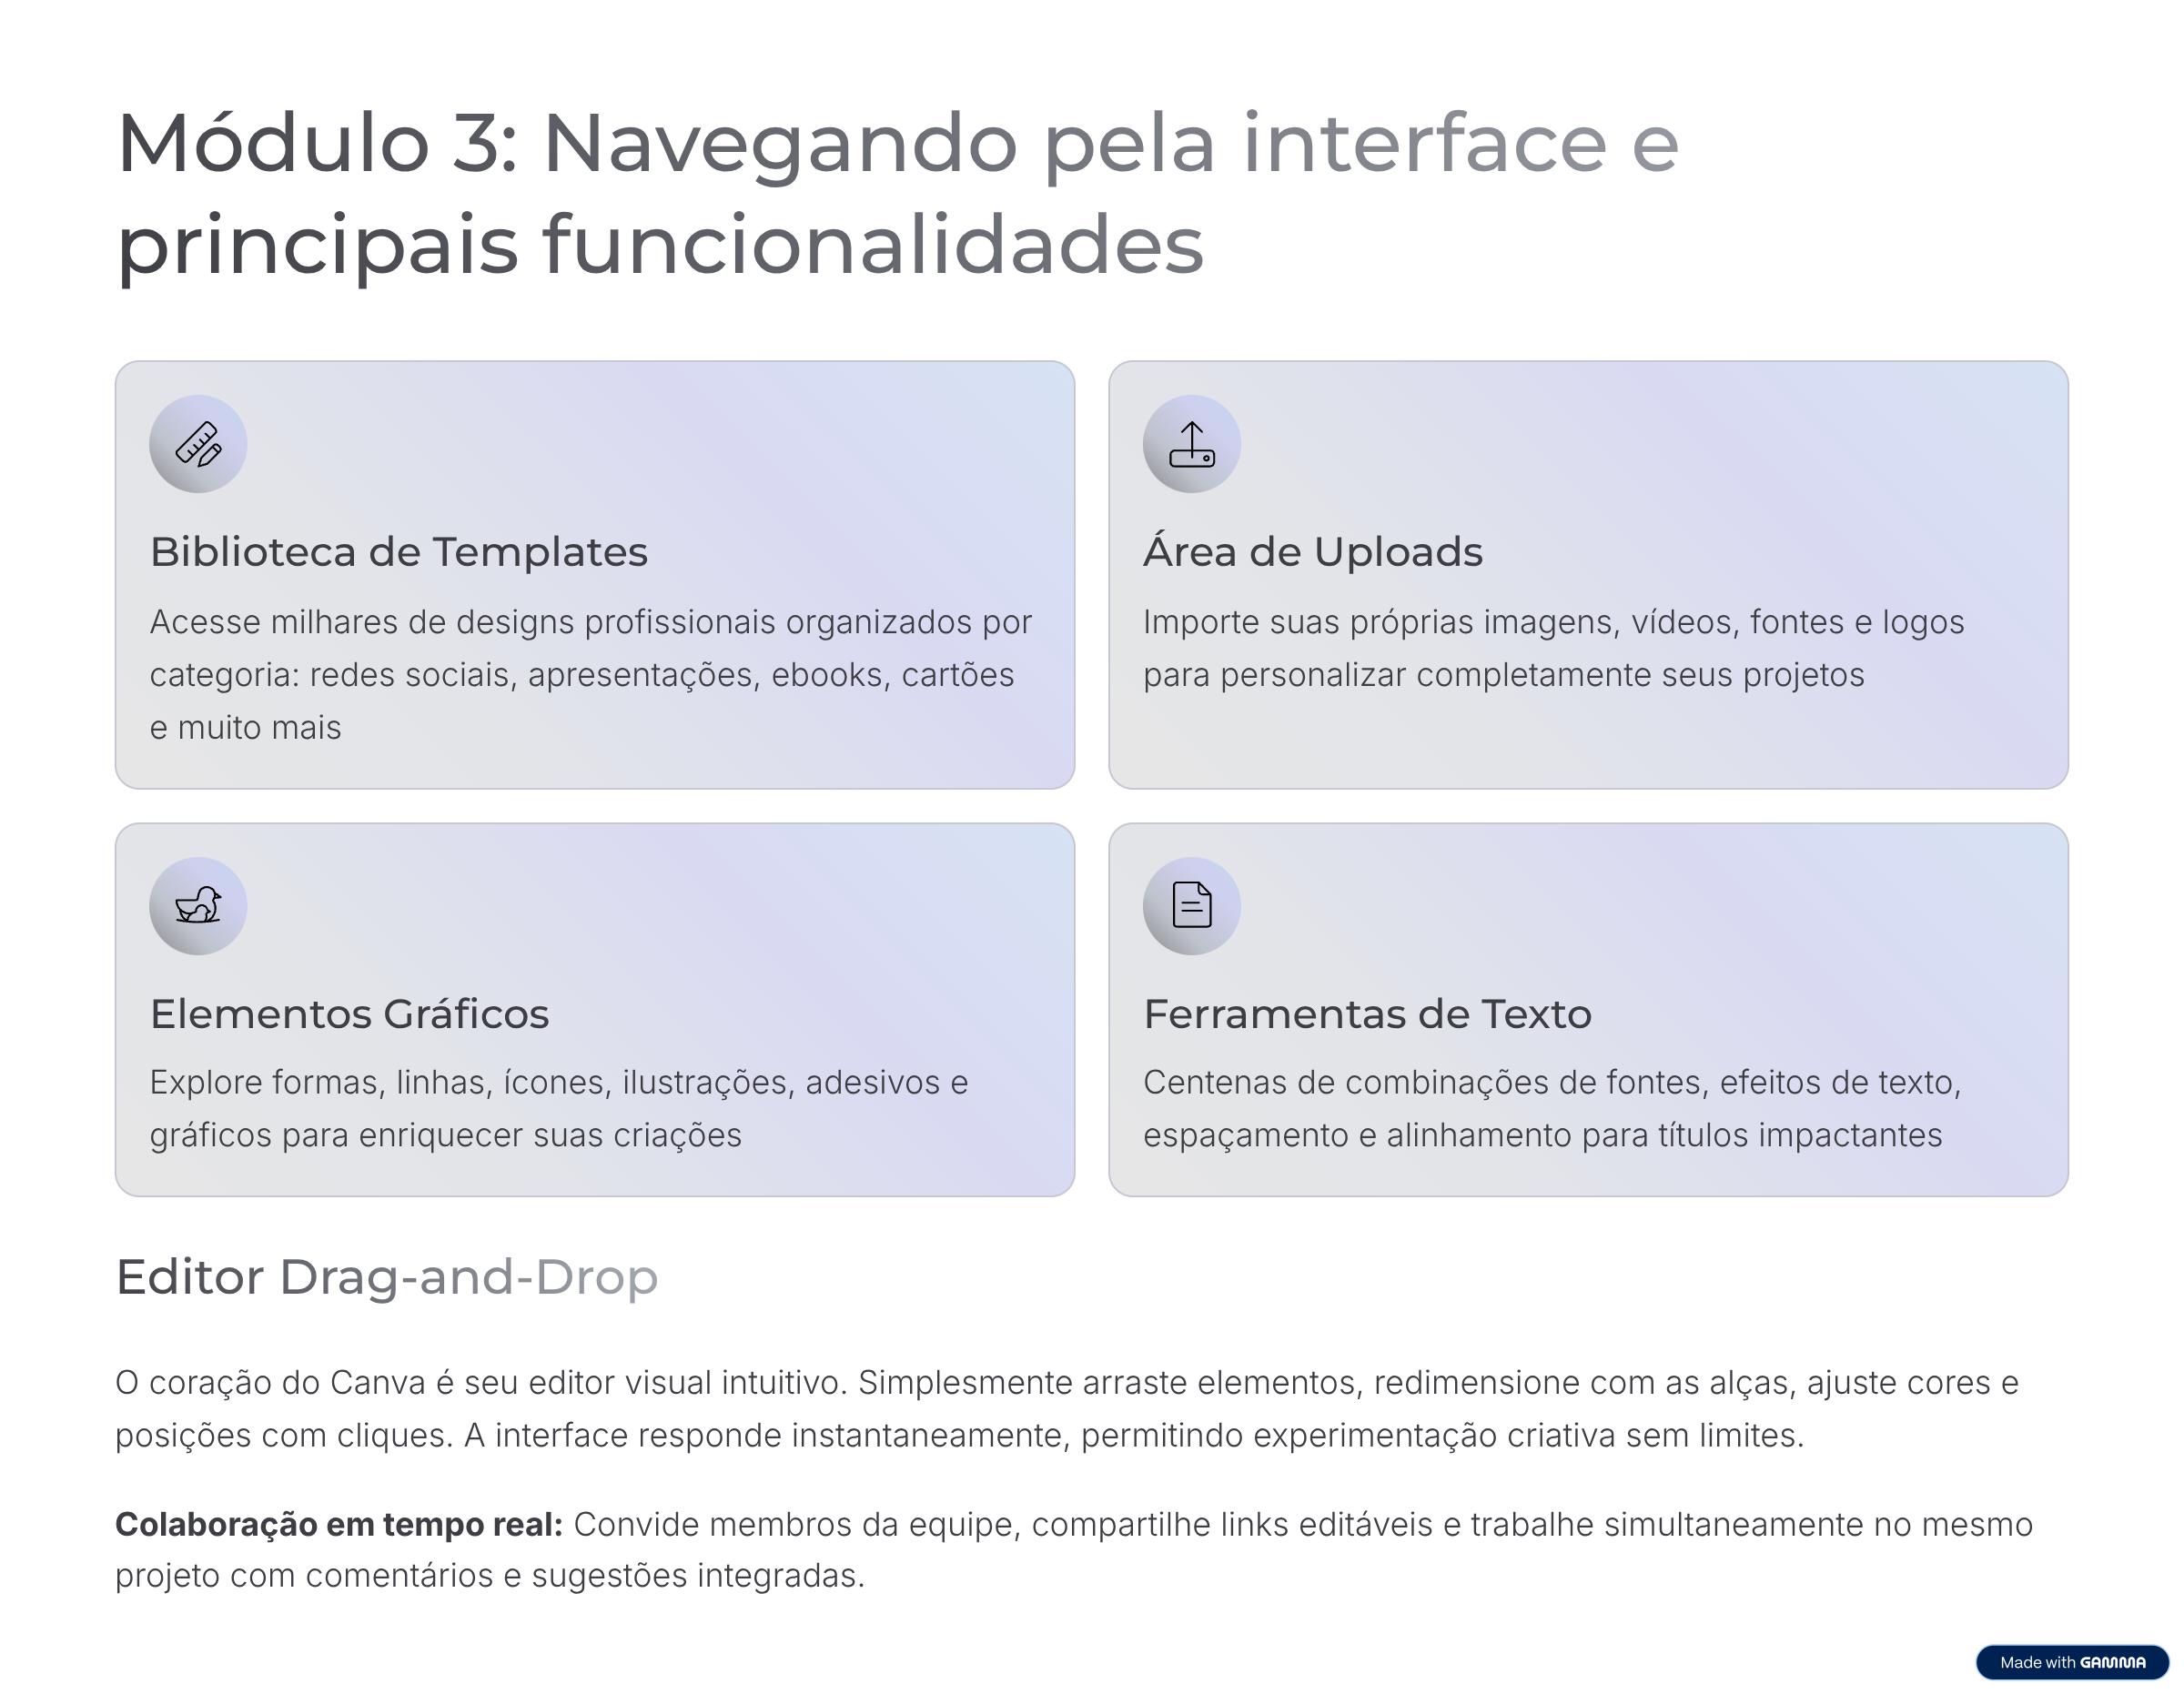 Módulo 3: Navegando pela interface e
principais funcionalidades
Biblioteca de Templates
Acesse milhares de designs profissionais organizados por
categoria: redes sociais, apresentações, ebooks, cartões
e muito mais
Área de Uploads
Importe suas próprias imagens, vídeos, fontes e logos
para personalizar completamente seus projetos
Elementos Gráficos
Explore formas, linhas, ícones, ilustrações, adesivos e
gráficos para enriquecer suas criações
Ferramentas de Texto
Centenas de combinações de fontes, efeitos de texto,
espaçamento e alinhamento para títulos impactantes
Editor Drag-and-Drop
O coração do Canva é seu editor visual intuitivo. Simplesmente arraste elementos, redimensione com as alças, ajuste cores e
posições com cliques. A interface responde instantaneamente, permitindo experimentação criativa sem limites.
Colaboração em tempo real: Convide membros da equipe, compartilhe links editáveis e trabalhe simultaneamente no mesmo
projeto com comentários e sugestões integradas.
Made with GAMMA